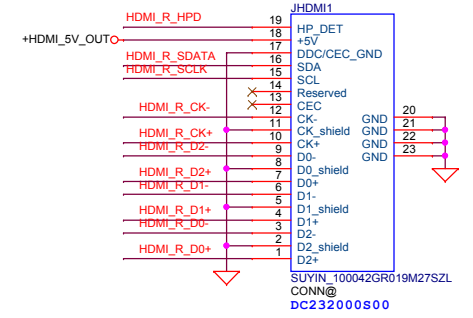 JHDMI1
HDMI_R_HPD 19 HP_DET
+HDMI_5V_OUT 18 +5V
17 DDC/CEC_GND
HDMI_R_SDATA 16 SDA
HDMI_R_SCLK 15 SCL
14 Reserved
13 CEC
HDMI_R_CK- 12 CK- GND 20
11 CK_shield GND 21
HDMI_R_CK+ 10 CK+ GND 22
HDMI_R_D2- 9 D0- GND 23
8 D0_shield
HDMI_R_D2+ 7 D0+
HDMI_R_D1- 6 D1-
5 D1_shield
HDMI_R_D1+ 4 D1+
HDMI_R_D0- 3 D2-
2 D2_shield
HDMI_R_D0+ 1 D2+
SUYIN_100042GR019M27SZL
CONN@
DC232000S00